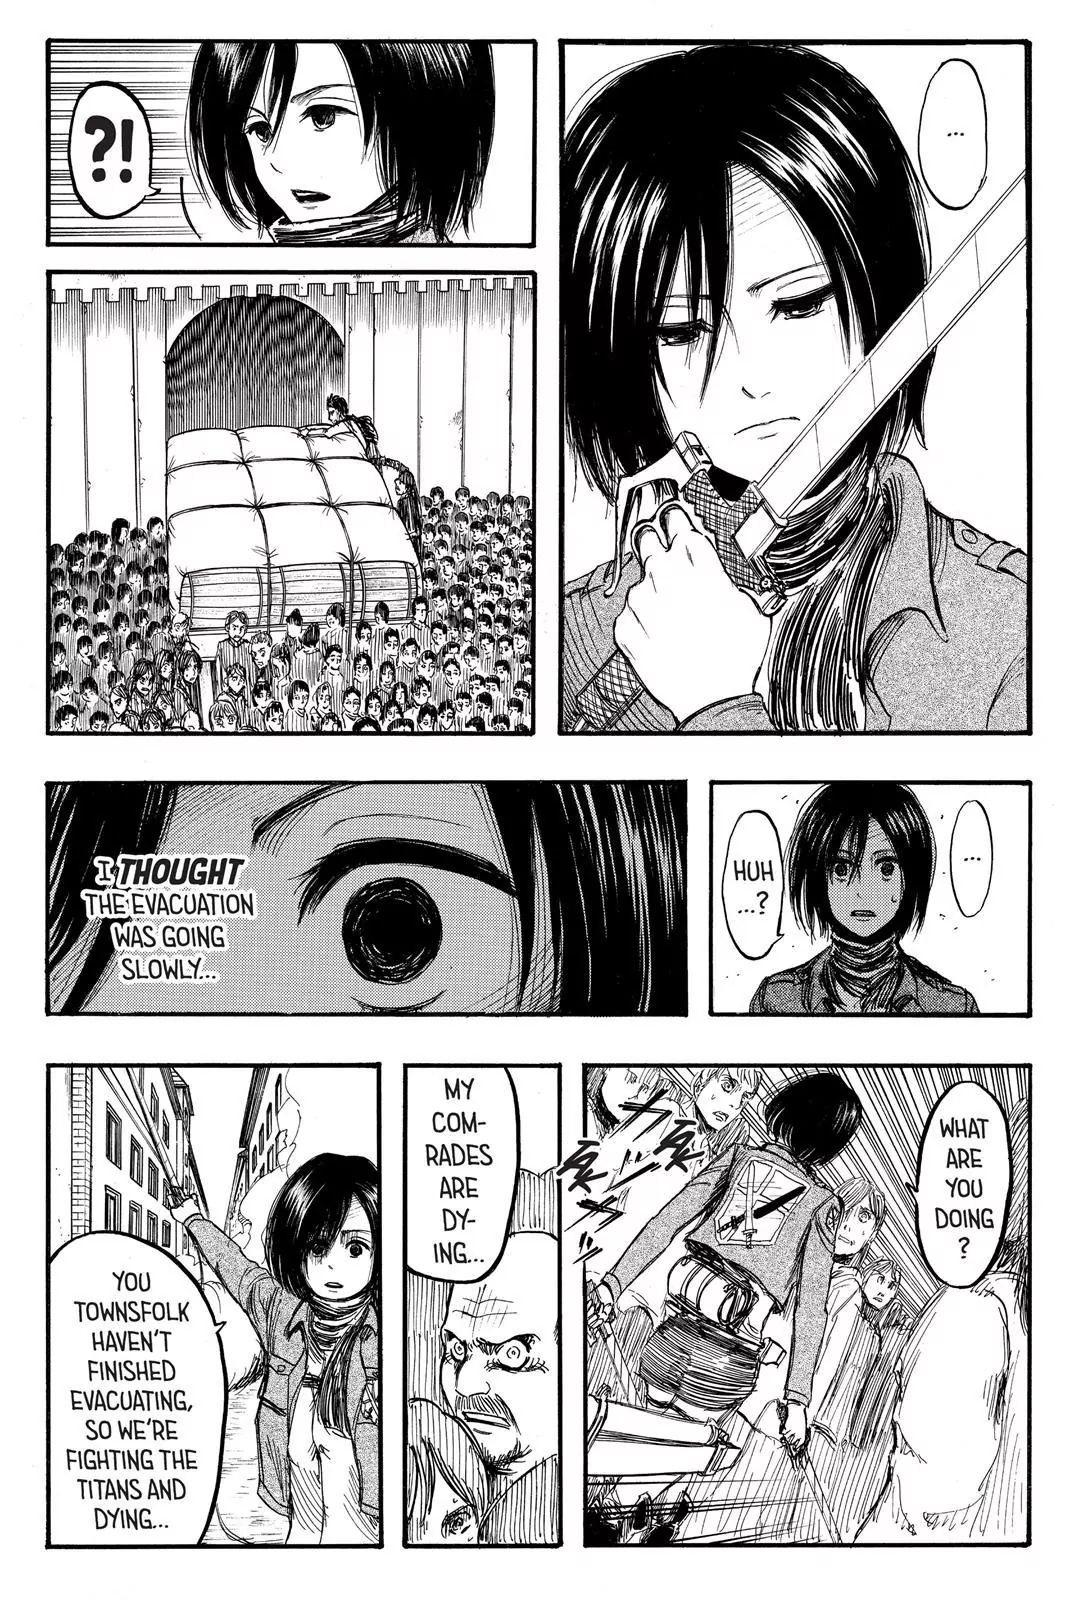 ...
?!
...
HUH
...?
I THOUGHT
THE EVACUATION
WAS GOING
SLOWLY...
WHAT
ARE
YOU
DOING
?
MY
COM-
RADES
ARE
DY-
ING...
YOU
TOWNSFOLK
HAVEN'T
FINISHED
EVACUATING,
SO WE'RE
FIGHTING THE
TITANS AND
DYING...